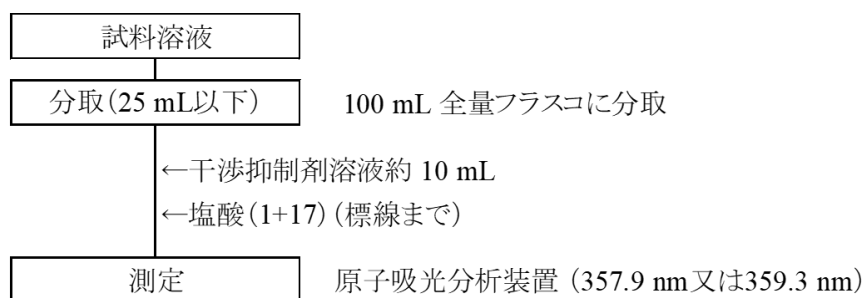 試料溶液
分取(25 mL以下) 100 mL 全量フラスコに分取
←干渉抑制剤溶液約 10 mL
←塩酸(1+17)(標線まで)
測定 原子吸光分析装置 (357.9 nm又は359.3 nm)